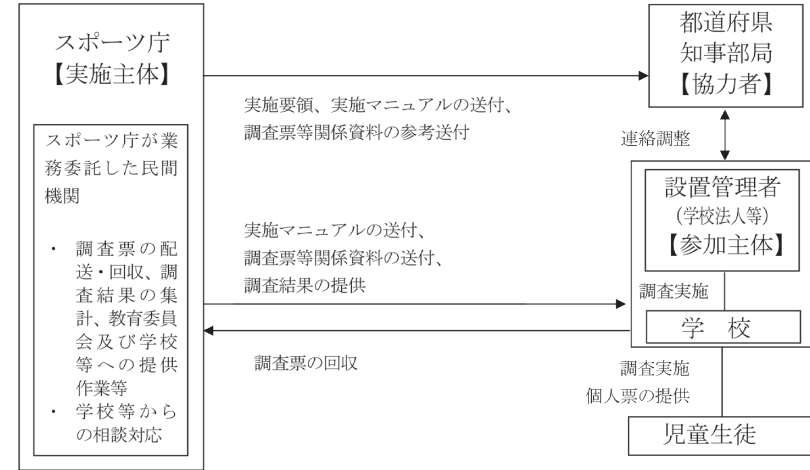 スポーツ庁
【実施主体】
スポーツ庁が業
務委託した民間
機関
・ 調査票の配
送・回収、調
査結果の集
計、教育委員
会及び学校
等への提供
作業等
・ 学校等から
の相談対応
実施要領、実施マニュアルの送付、
調査票等関係資料の参考送付
実施マニュアルの送付、
調査票等関係資料の送付、
調査結果の提供
調査票の回収
都道府県
知事部局
【協力者】
連絡調整
設置管理者
（学校法人等）
【参加主体】
調査実施
学 校
調査実施
個人票の提供
児童生徒